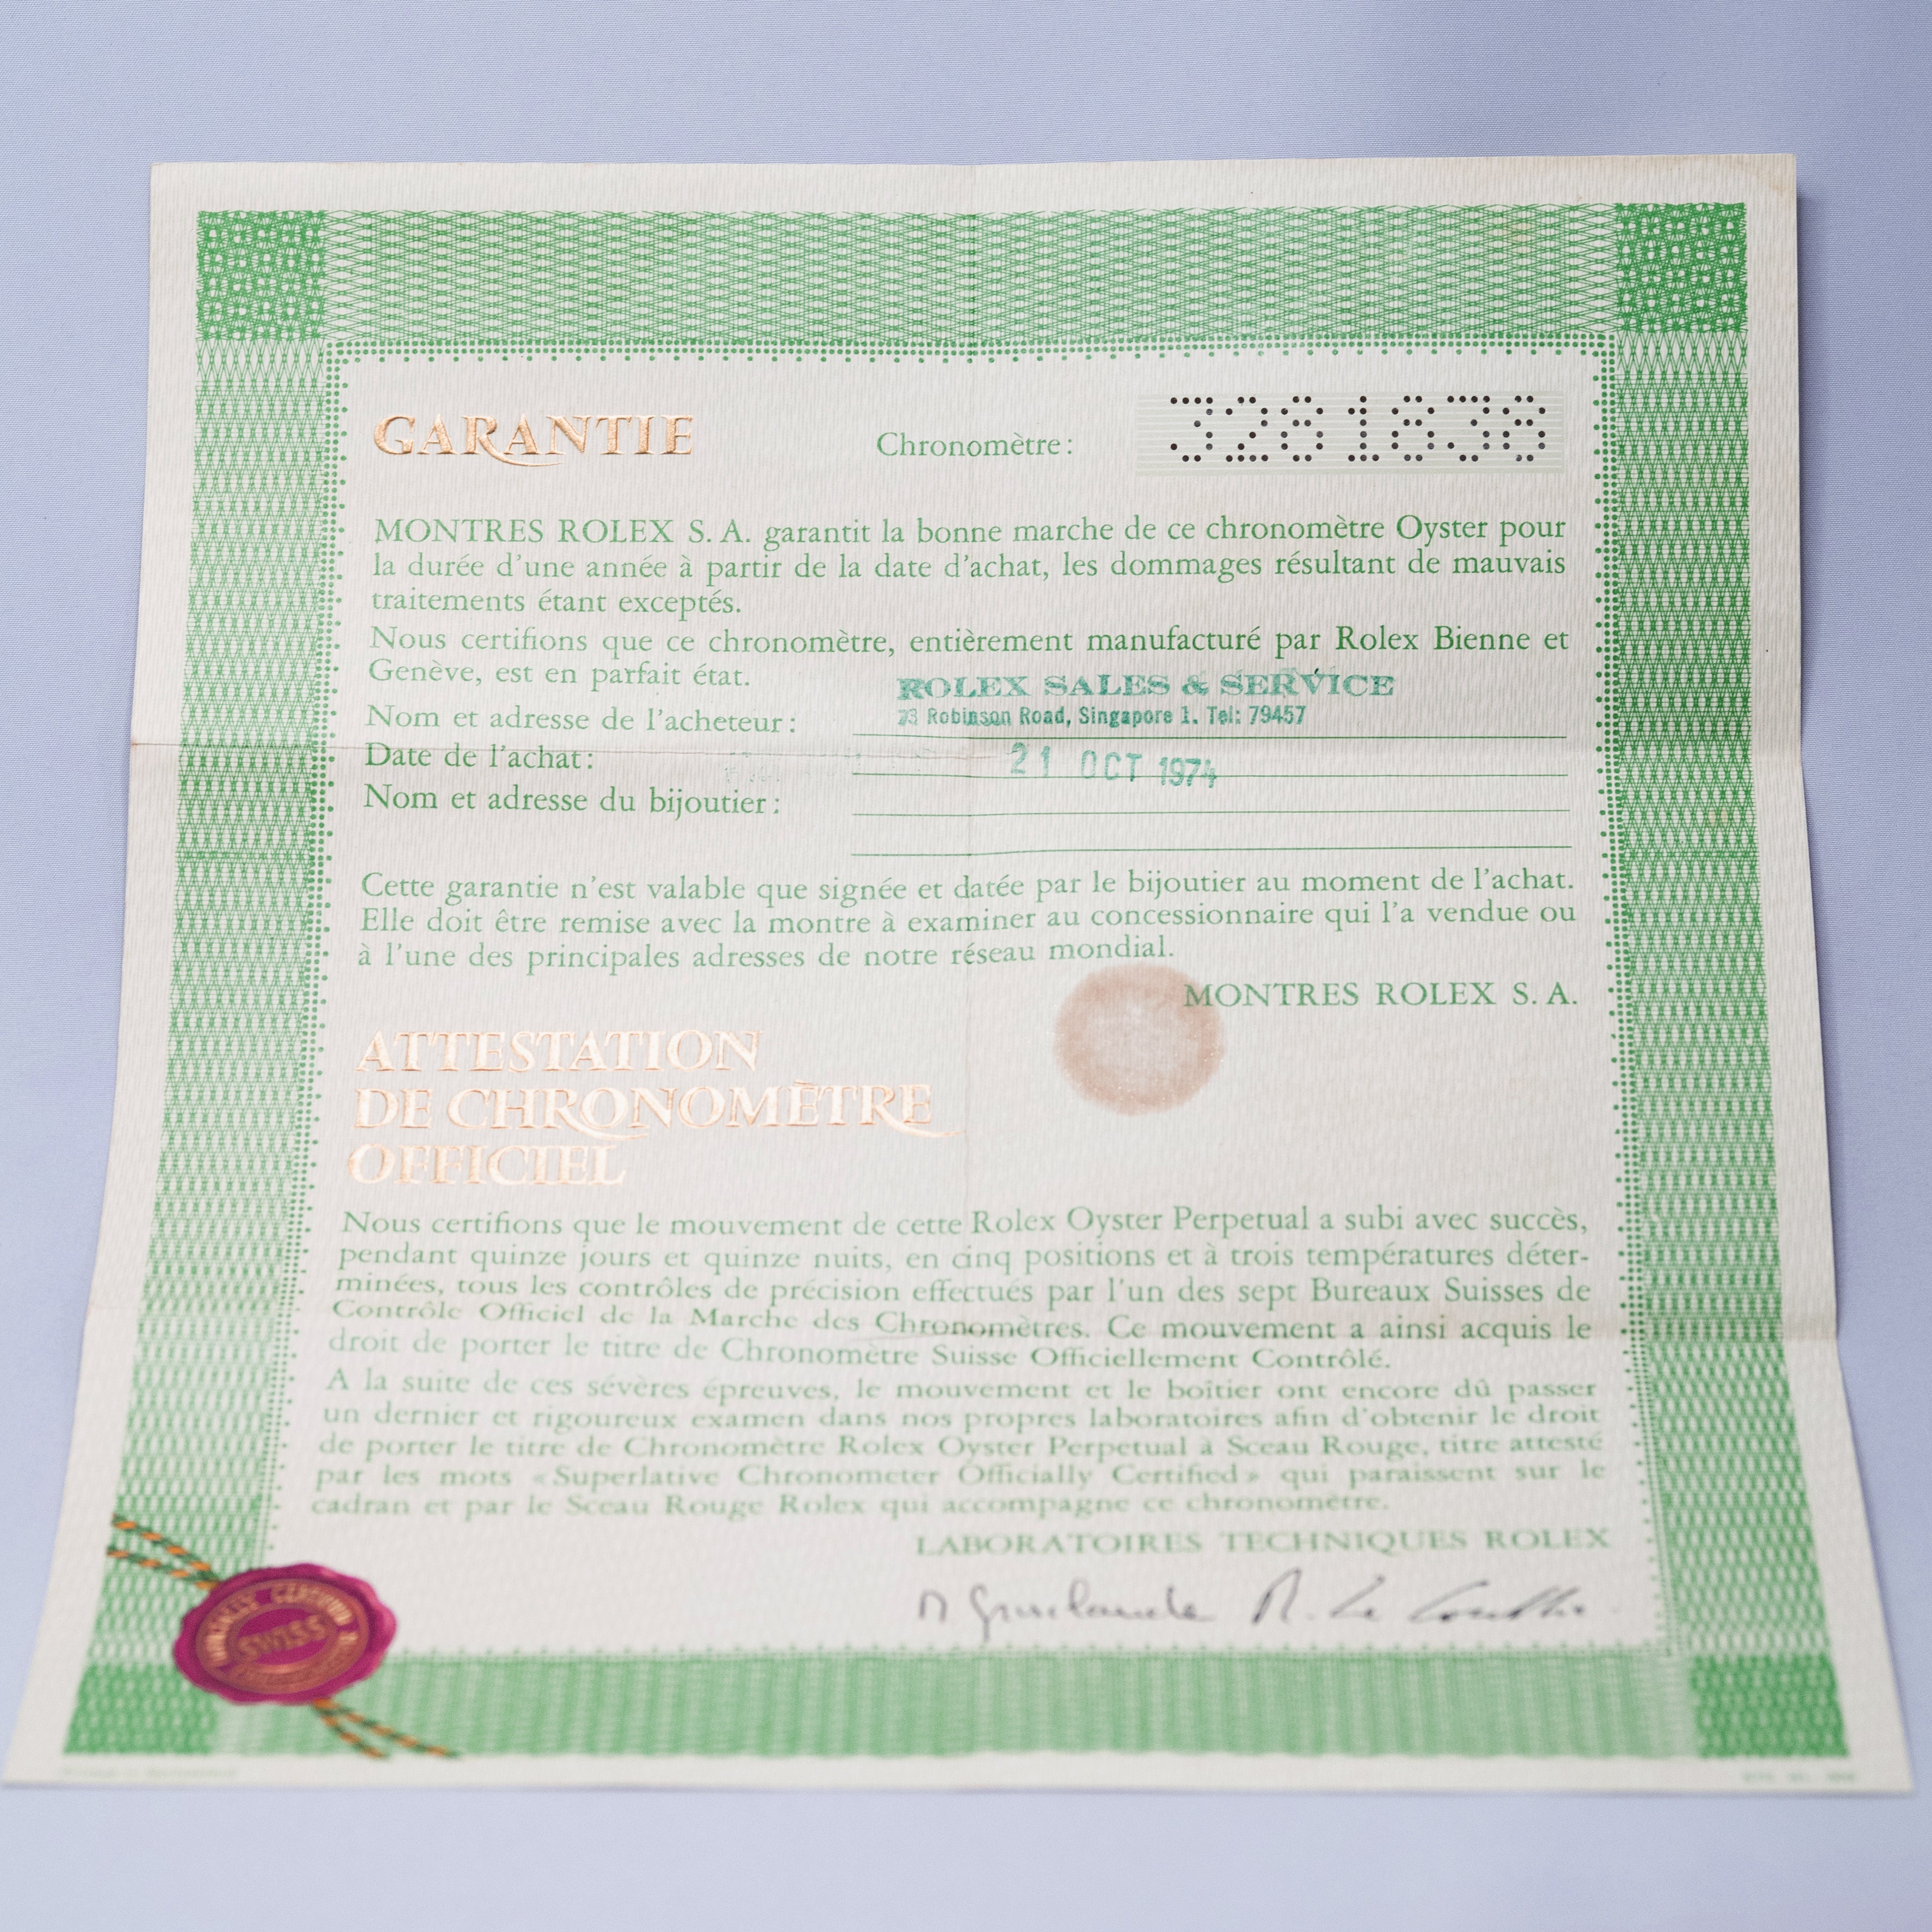 GARANTIE
Chronomètre: 3281838
MONTRES ROLEX S. A. garantit la bonne marche de ce chronomètre Oyster pour
la durée d'une année à partir de la date d'achat, les dommages résultant de mauvais
traitements étant exceptés.
Nous certifions que ce chronomètre, entièrement manufacturé par Rolex Bienne et
Genève, est en parfait état.
ROLEX SALES & SERVICE
Nom et adresse de l'acheteur: 73 Robinson Road, Singapore 1. Tel: 79457
Date de l'achat: 21 OCT 1974
Nom et adresse du bijoutier:
Cette garantie n'est valable que signée et datée par le bijoutier au moment de l'achat.
Elle doit être remise avec la montre à examiner au concessionnaire qui l'a vendue ou
à l'une des principales adresses de notre réseau mondial.
MONTRES ROLEX S. A.
ATTESTATION
DE CHRONOMÈTRE
OFFICIEL
Nous certifions que le mouvement de cette Rolex Oyster Perpetual a subi avec succès,
pendant quinze jours et quinze nuits, en cinq positions et à trois températures déter-
minées, tous les contrôles de précision effectués par l'un des sept Bureaux Suisses de
Contrôle Officiel de la Marche des Chronomètres. Ce mouvement a ainsi acquis le
droit de porter le titre de Chronomètre Suisse Officiellement Contrôlé.
A la suite de ces sévères épreuves, le mouvement et le boîtier ont encore dû passer
un dernier et rigoureux examen dans nos propres laboratoires afin d'obtenir le droit
de porter le titre de Chronomètre Rolex Oyster Perpetual à Sceau Rouge, titre attesté
par les mots «Superlative Chronometer Officially Certified» qui paraissent sur le
cadran et par le Sceau Rouge Rolex qui accompagne ce chronomètre.
LABORATOIRES TECHNIQUES ROLEX
OFFICIALLY CERTIFIED
SWISS